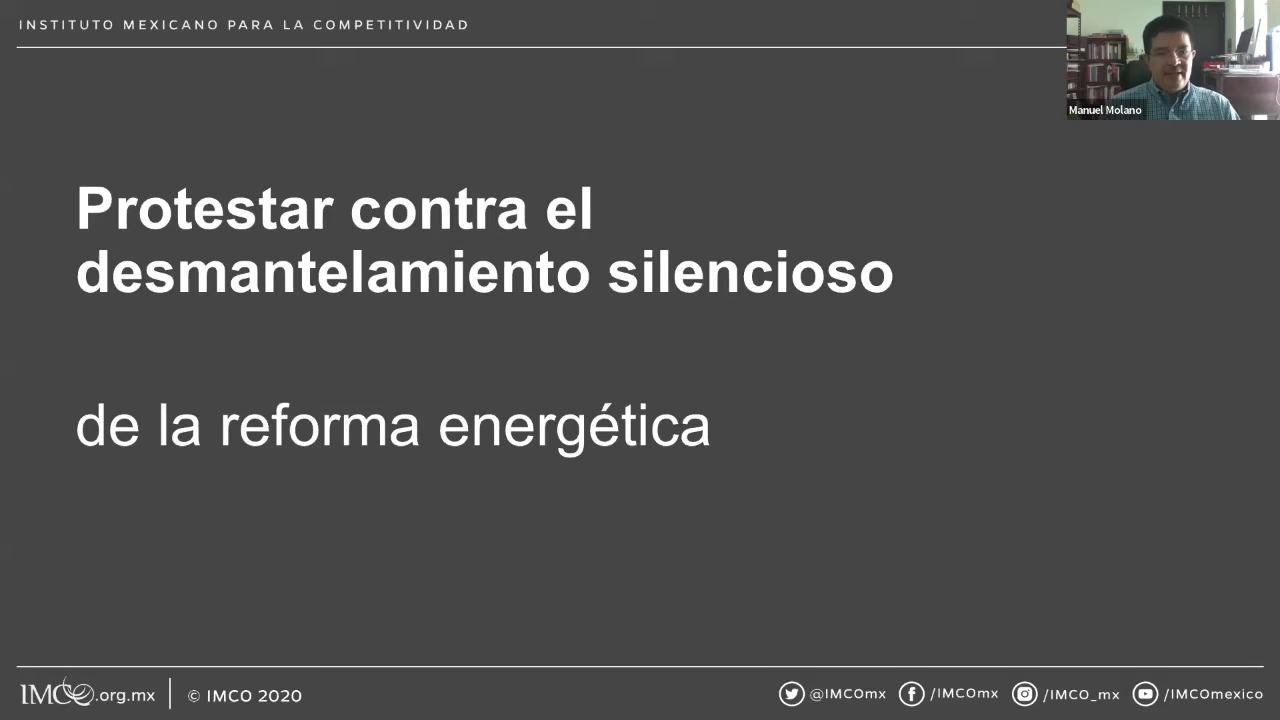 INSTITUTO MEXICANO PARA LA COMPETITIVIDAD
Manuel Molano
Protestar contra el
desmantelamiento silencioso
de la reforma energética
IMCO.org.mx © IMCO 2020 @IMCOmx /IMCOmx /IMCO_mx /IMCOmexico